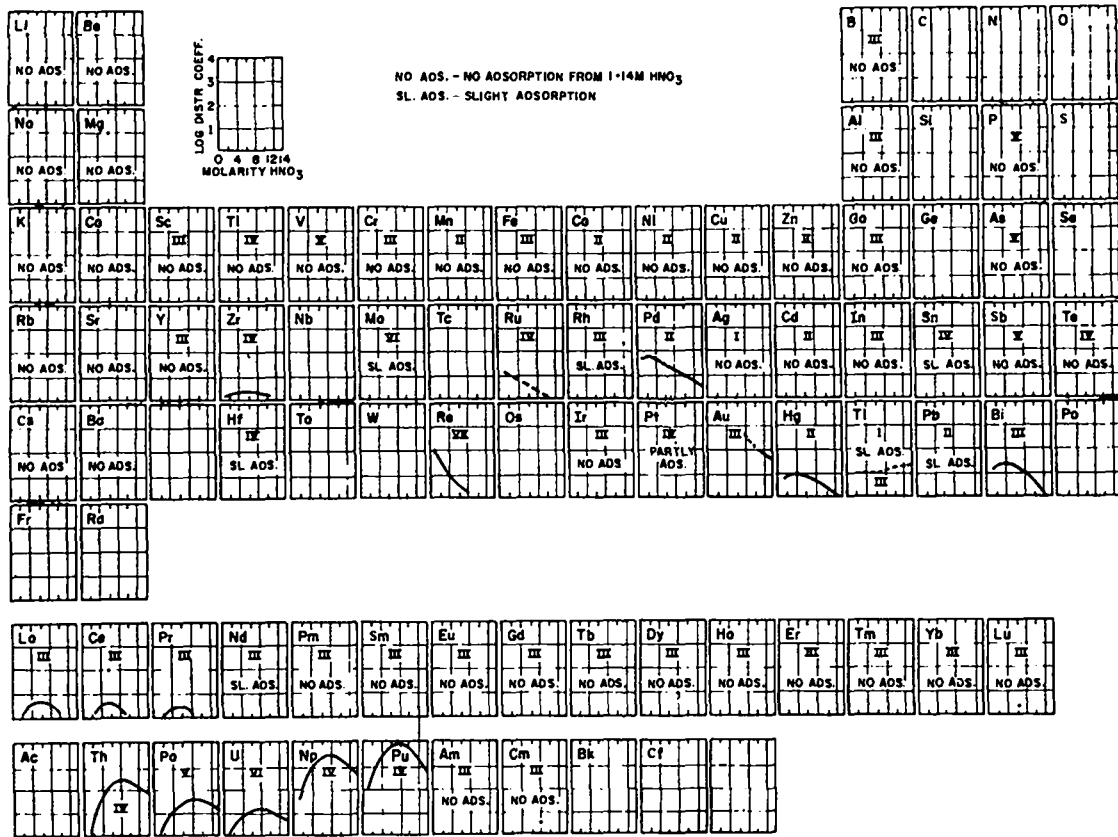 Li Be B C N O
III
NO ADS. NO ADS. NO ADS.
LOG DISTR COEFF.
4
3
2
1
0 4 8 12 14
MOLARITY HNO3
NO ADS. - NO ADSORPTION FROM 1-14M HNO3
SL. ADS. - SLIGHT ADSORPTION
Na Mg Al Si P S
III V
NO ADS. NO ADS. NO ADS. NO ADS.
K Ca Sc Ti V Cr Mn Fe Co Ni Cu Zn Ga Ge As Se
III IV V III II III II II II II III V
NO ADS. NO ADS. NO ADS. NO ADS. NO ADS. NO ADS. NO ADS. NO ADS. NO ADS. NO ADS. NO ADS. NO ADS. NO ADS. NO ADS.
Rb Sr Y Zr Nb Mo Tc Ru Rh Pd Ag Cd In Sn Sb Te
III IV VI IV III II I II III IV V IV
NO ADS. NO ADS. NO ADS. SL. ADS. SL. ADS. NO ADS. NO ADS. NO ADS. SL. ADS. NO ADS. NO ADS.
Cs Ba Hf Ta W Re Os Ir Pt Au Hg Tl Pb Bi Po
IV VII III IV III II I II III
NO ADS. NO ADS. SL. ADS. NO ADS PARTLY ADS. SL. ADS. SL. ADS.
III
Fr Ra
La Ce Pr Nd Pm Sm Eu Gd Tb Dy Ho Er Tm Yb Lu
III III III III III III III III III III III III III III III
SL. ADS. NO ADS. NO ADS. NO ADS. NO ADS. NO ADS. NO ADS. NO ADS. NO ADS. NO ADS. NO ADS. NO ADS.
Ac Th Pa U Np Pu Am Cm Bk Cf
IV V VI IV IV III III
NO ADS. NO ADS.